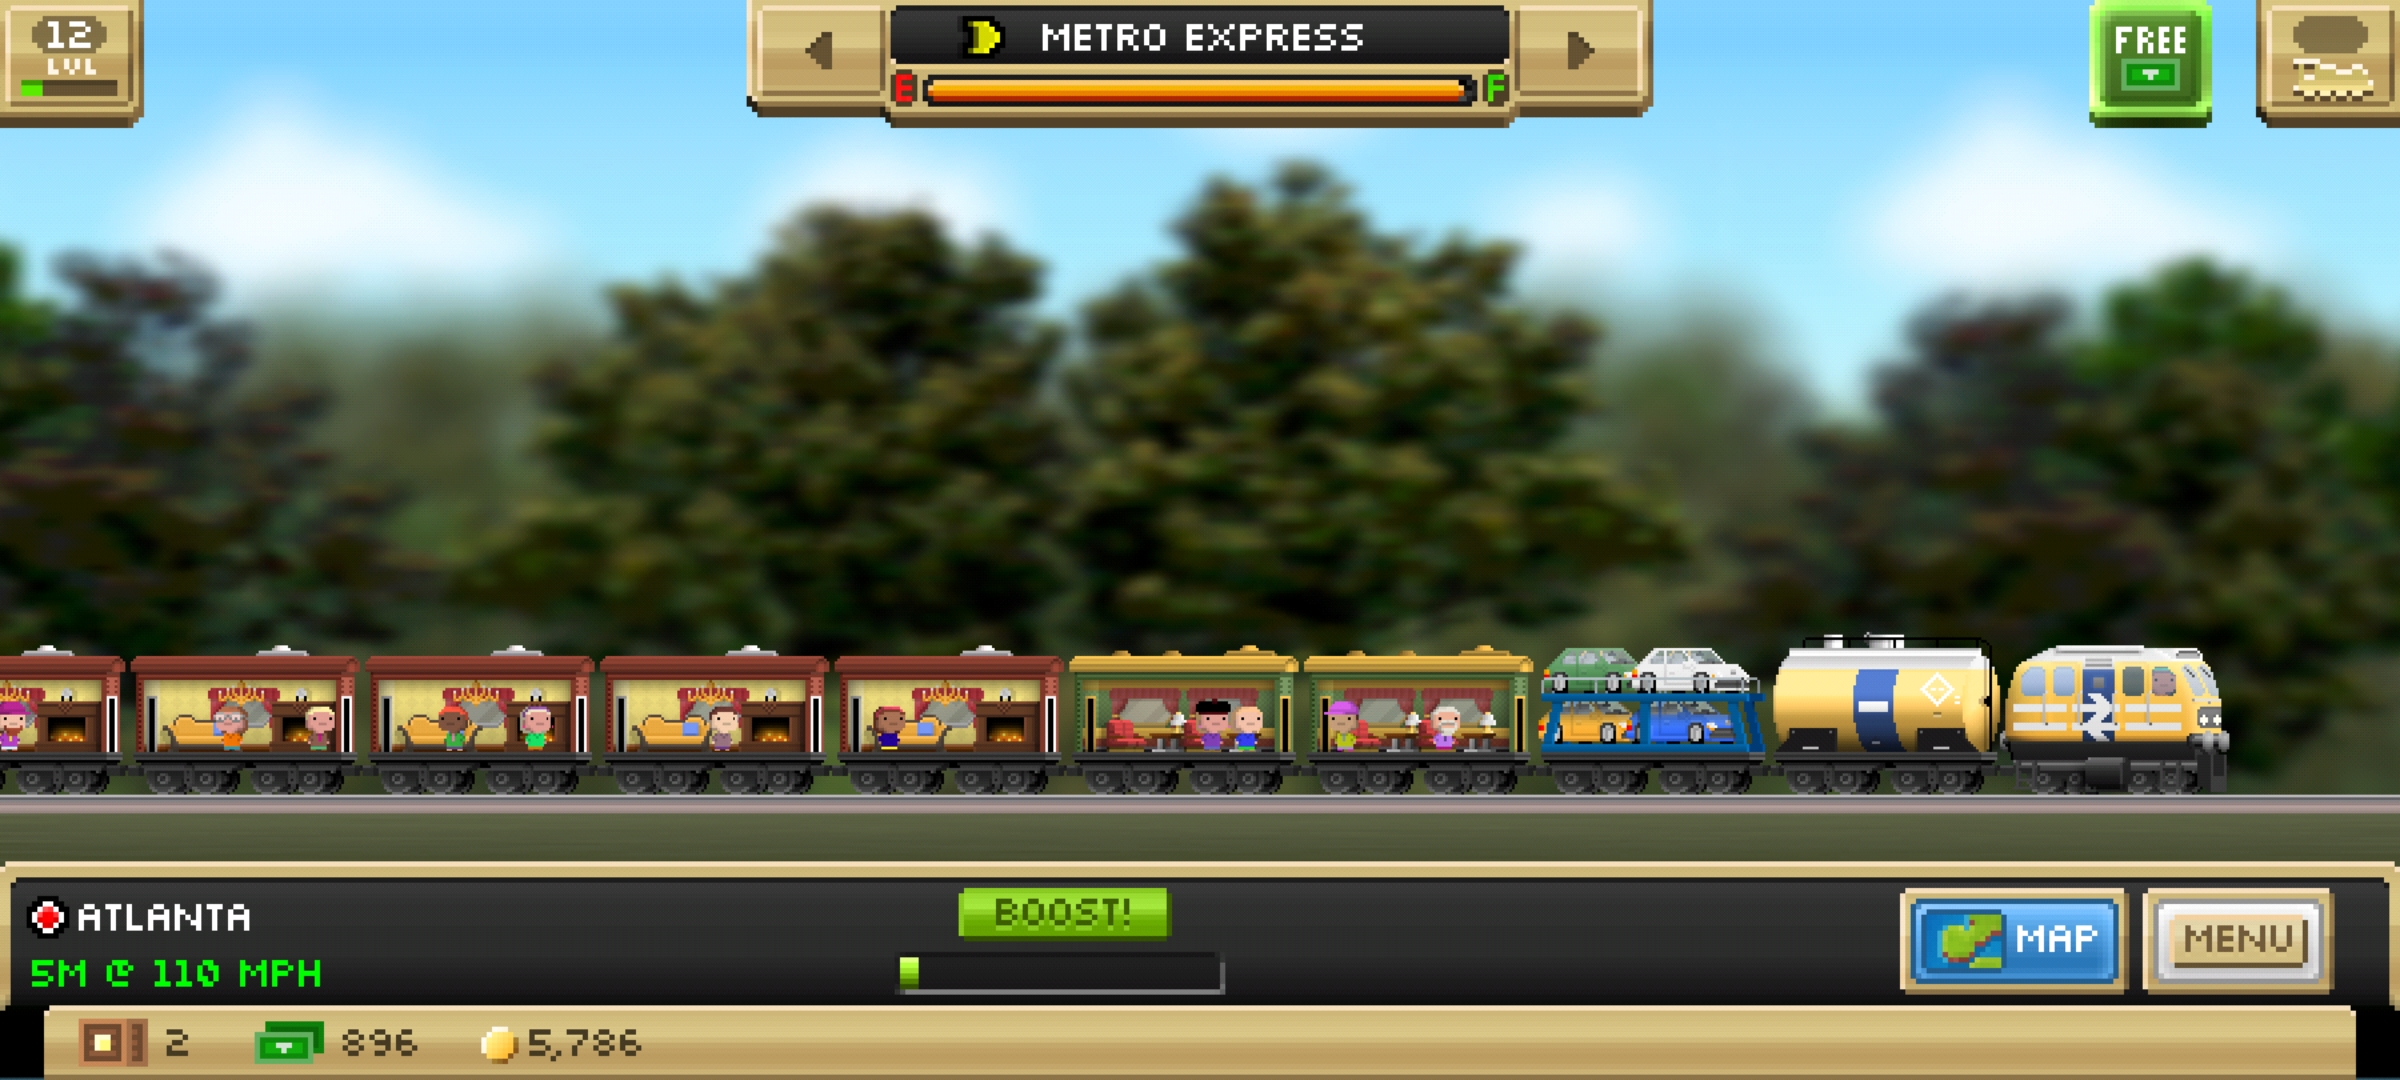 12
LVL
METRO EXPRESS
E F
FREE
ATLANTA
5M @ 110 MPH
BOOST!
MAP
MENU
2 896 5,786